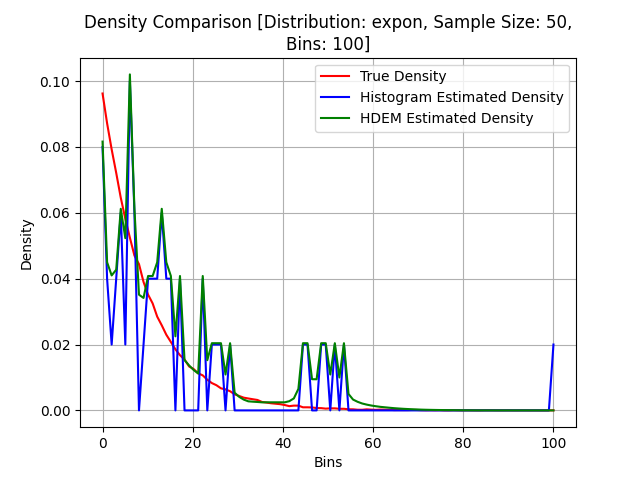 Density Comparison [Distribution: expon, Sample Size: 50,
Bins: 100]
True Density
Histogram Estimated Density
HDEM Estimated Density
0.10
0.08
0.06
0.04
0.02
0.00
Density
0
20
40
60
80
100
Bins